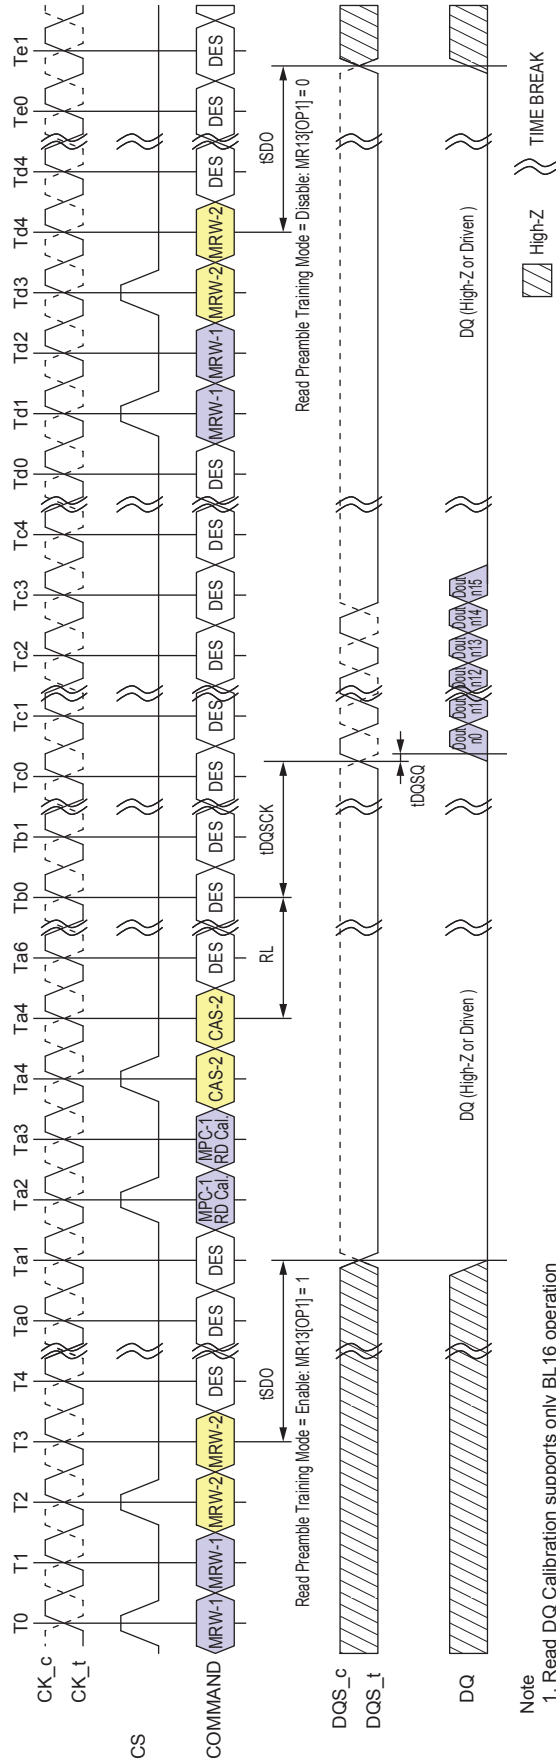 T0 T1 T2 T3 T4 Ta0 Ta1 Ta2 Ta3 Ta4 Ta4 Ta6 Tb0 Tb1 Tc0 Tc1 Tc2 Tc3 Tc4 Td0 Td1 Td2 Td3 Td4 Td4 Te0 Te1
CK_c
CK_t
CS
COMMAND
MRW-1 MRW-1 MRW-2 MRW-2 DES DES DES MPC-1 RD Cal. MPC-1 RD Cal. CAS-2 CAS-2 DES DES DES DES DES DES DES DES DES MRW-1 MRW-1 MRW-2 MRW-2 DES DES DES
tSDO RL tDQSCK tSDO
Read Preamble Training Mode = Enable: MR13[OP1] = 1
Read Preamble Training Mode = Disable: MR13[OP1] = 0
DQS_c
DQS_t
tDQSQ
DQ
DQ (High-Z or Driven )
Dout n0 Dout n11 Dout n12 Dout n13 Dout n14 Dout n15
DQ (High-Z or Driven)
High-Z
TIME BREAK
Note
1. Read DQ Calibration supports only BL16 operation